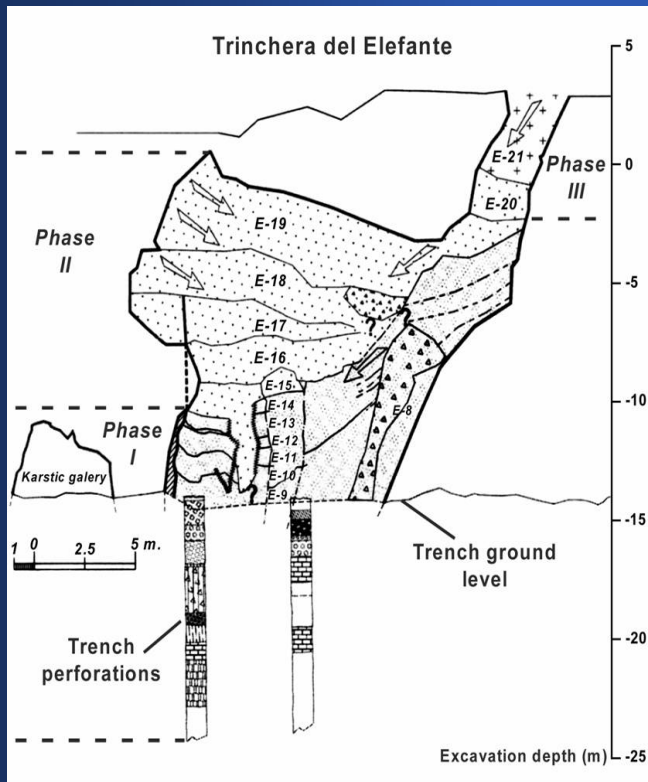 Trinchera del Elefante
5
0
-5
-10
-15
-20
-25
E-21
Phase
III
E-20
E-19
Phase
II
E-18
?
?
E-17
E-16
E-15
E-14
E-13
E-12
E-11
E-10
E-9
E-8
Phase
I
Karstic galery
?
1 0 2.5 5 m.
Trench ground
level
Trench
perforations
Excavation depth (m)